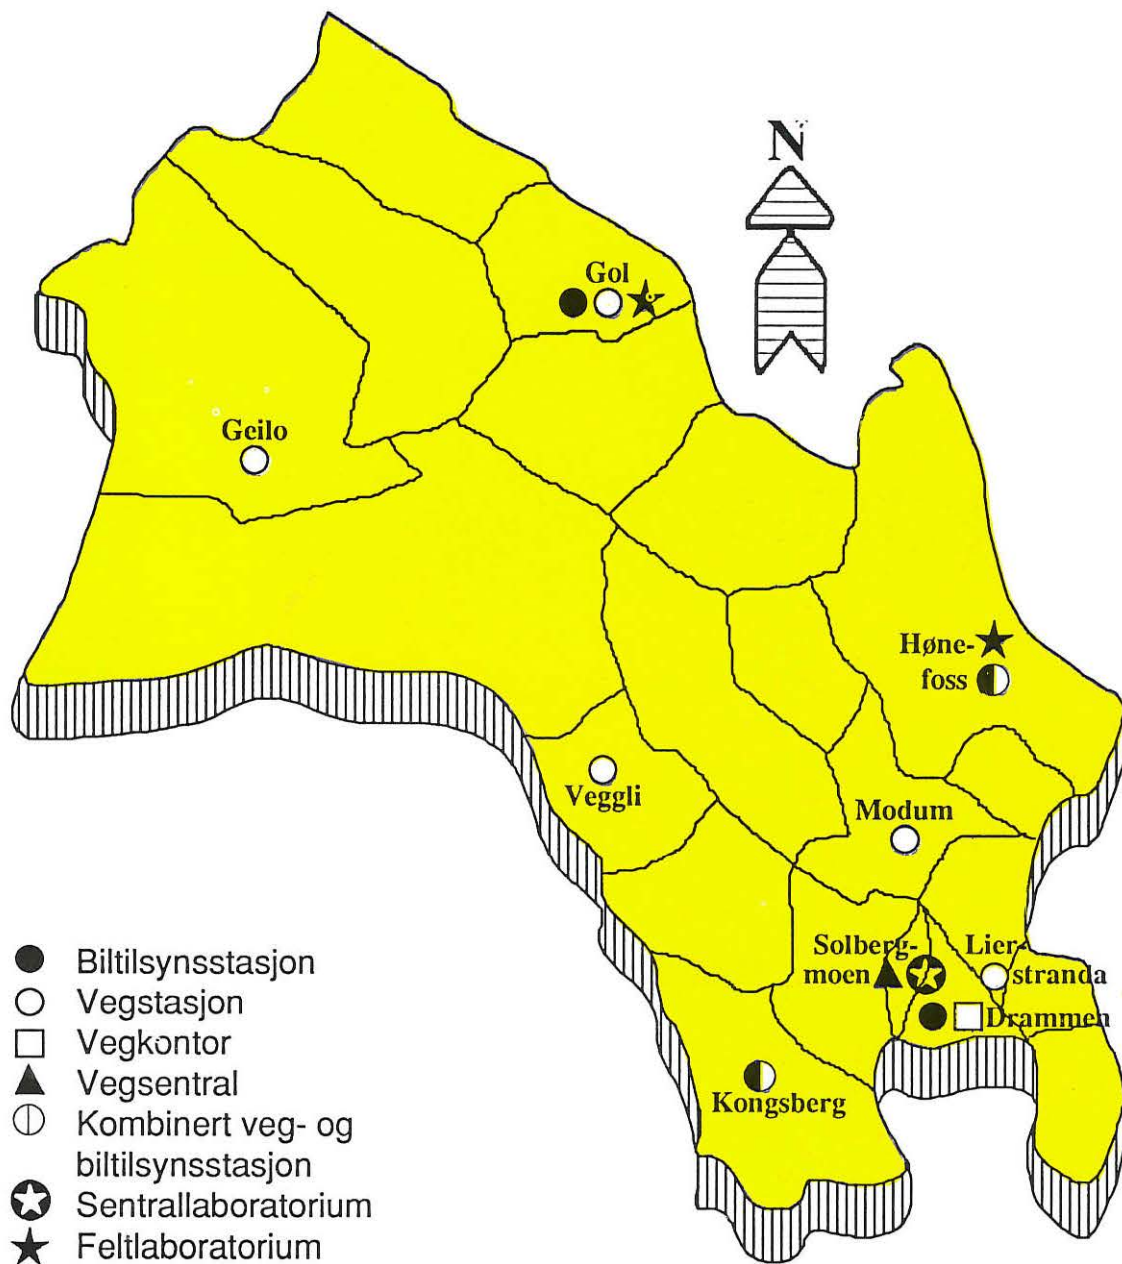 N
Gol
Geilo
Høne-
foss
Veggli
Modum
Solberg-
moen
Lier-
stranda
Drammen
Kongsberg
Biltilsynsstasjon
Vegstasjon
Vegkontor
Vegsentral
Kombinert veg- og
biltilsynsstasjon
Sentrallaboratorium
Feltlaboratorium